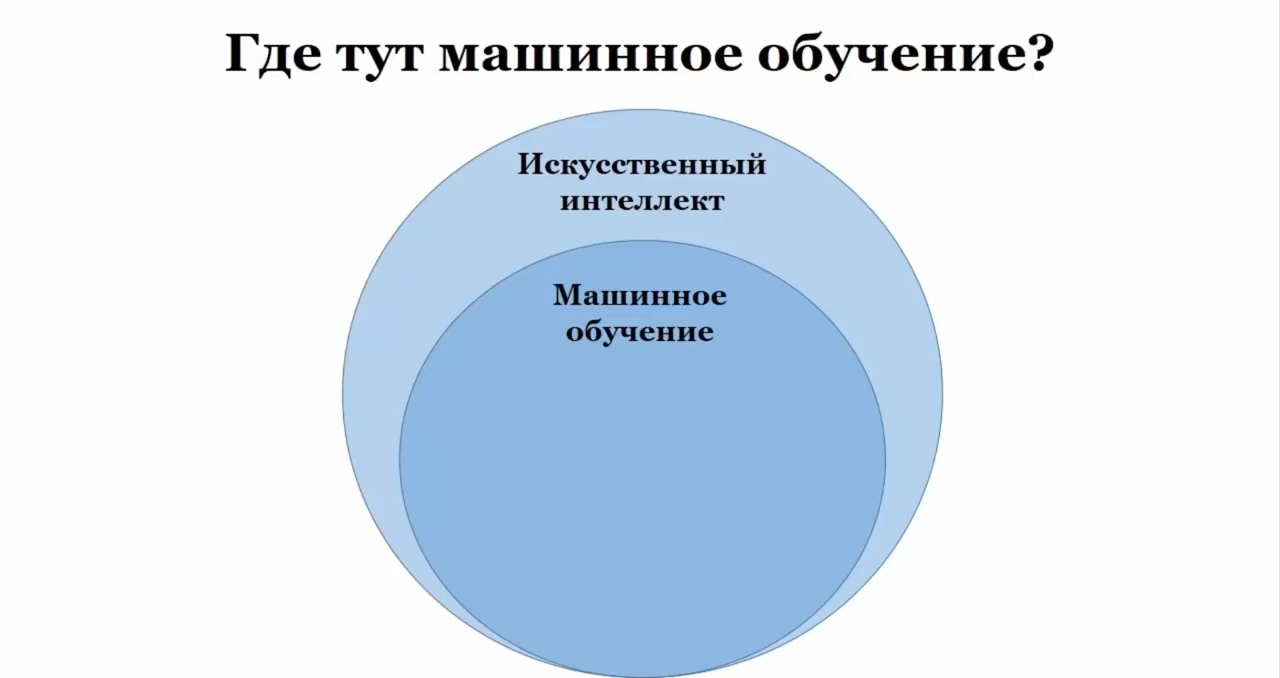 Где тут машинное обучение?
Искусственный
интеллект
Машинное
обучение